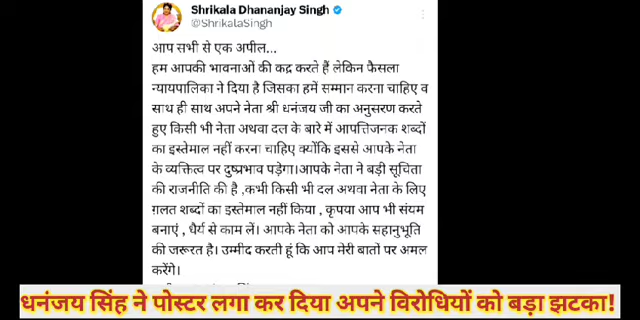 Shrikala Dhananjay Singh
@ShrikalaSingh
आप सभी से एक अपील...
हम आपकी भावनाओं की कद्र करते हैं लेकिन फैसला
न्यायपालिका ने दिया है जिसका हमें सम्मान करना चाहिए व
साथ ही साथ अपने नेता श्री धनंजय जी का अनुसरण करते
हुए किसी भी नेता अथवा दल के बारे में आपत्तिजनक शब्दों
का इस्तेमाल नहीं करना चाहिए क्योंकि इससे आपके नेता
के व्यक्तित्व पर दुष्प्रभाव पड़ेगा।आपके नेता ने बड़ी सूचिता
की राजनीति की है ,कभी किसी भी दल अथवा नेता के लिए
ग़लत शब्दों का इस्तेमाल नहीं किया , कृपया आप भी संयम
बनाएं , धैर्य से काम लें। आपके नेता को आपके सहानुभूति
की जरूरत है। उम्मीद करती हूं कि आप मेरी बातों पर अमल
करेंगे।
धनंजय सिंह ने पोस्टर लगा कर दिया अपने विरोधियों को बड़ा झटका!